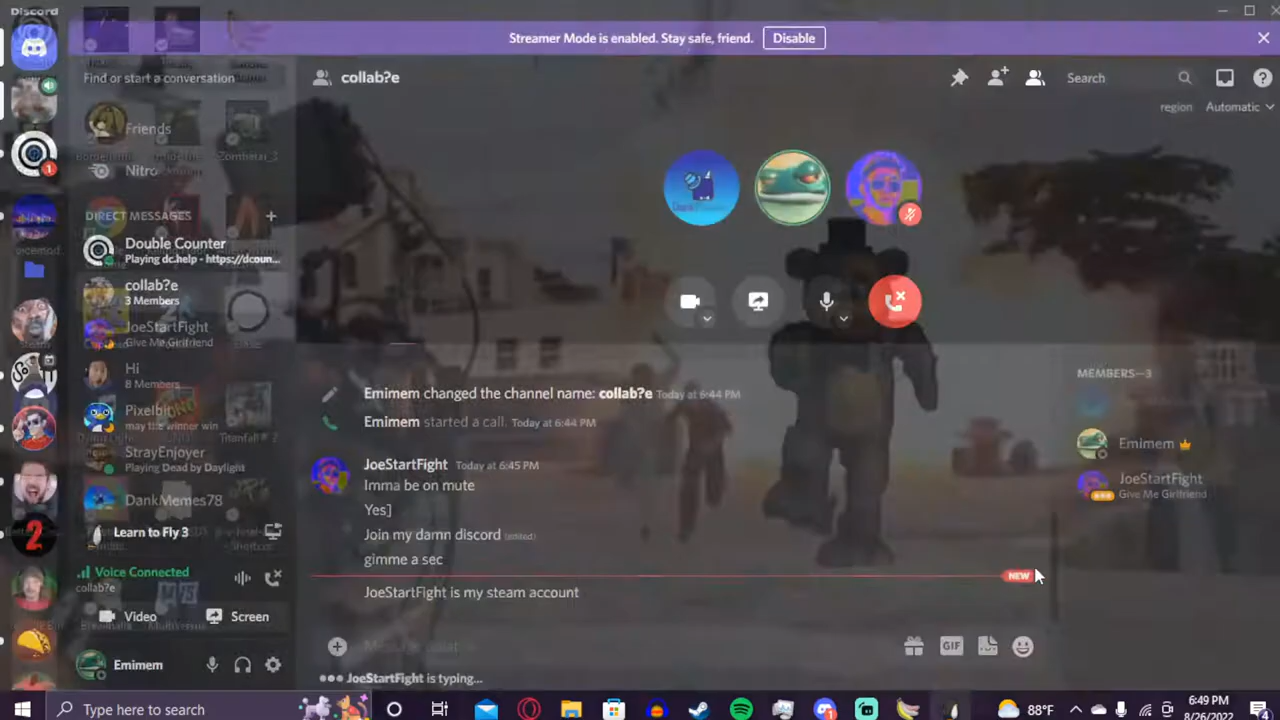 Discord
Streamer Mode is enabled. Stay safe, friend. Disable
Find or start a conversation
collab?e
Search
region Automatic
Friends
Nitro
DIRECT MESSAGES
Double Counter
Playing dc.help - https://dcoun...
collab?e
3 Members
JoeStartFight
Give Me Girlfriend
Hi
8 Members
Pixelbit
may the winner win
StrayEnjoyer
Playing Dead by Daylight
DankMemes78
Learn to Fly 3
Voice Connected
collab?e
Video Screen
Emimem
Emimem changed the channel name: collab?e Today at 6:44 PM
Emimem started a call. Today at 6:44 PM
JoeStartFight Today at 6:45 PM
Imma be on mute
Yes]
Join my damn discord (edited)
gimme a sec
NEW
JoeStartFight is my steam account
JoeStartFight is typing...
GIF
MEMBERS—3
Emimem
JoeStartFight
Give Me Girlfriend
Type here to search
88°F
6:49 PM
8/26/2022